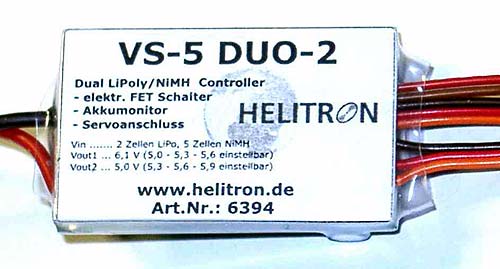 VS-5 DUO-2
Dual LiPoly/NiMH Controller
- elektr. FET Schalter
- Akkumonitor
- Servoanschluss
HELITRON
Vin ....... 2 Zellen LiPo, 5 Zellen NiMH
Vout1 ... 6,1 V (5,0 - 5,3 - 5,6 einstellbar)
Vout2 ... 5,0 V (5,3 - 5,6 - 5,9 einstellbar)
www.helitron.de
Art.Nr.: 6394